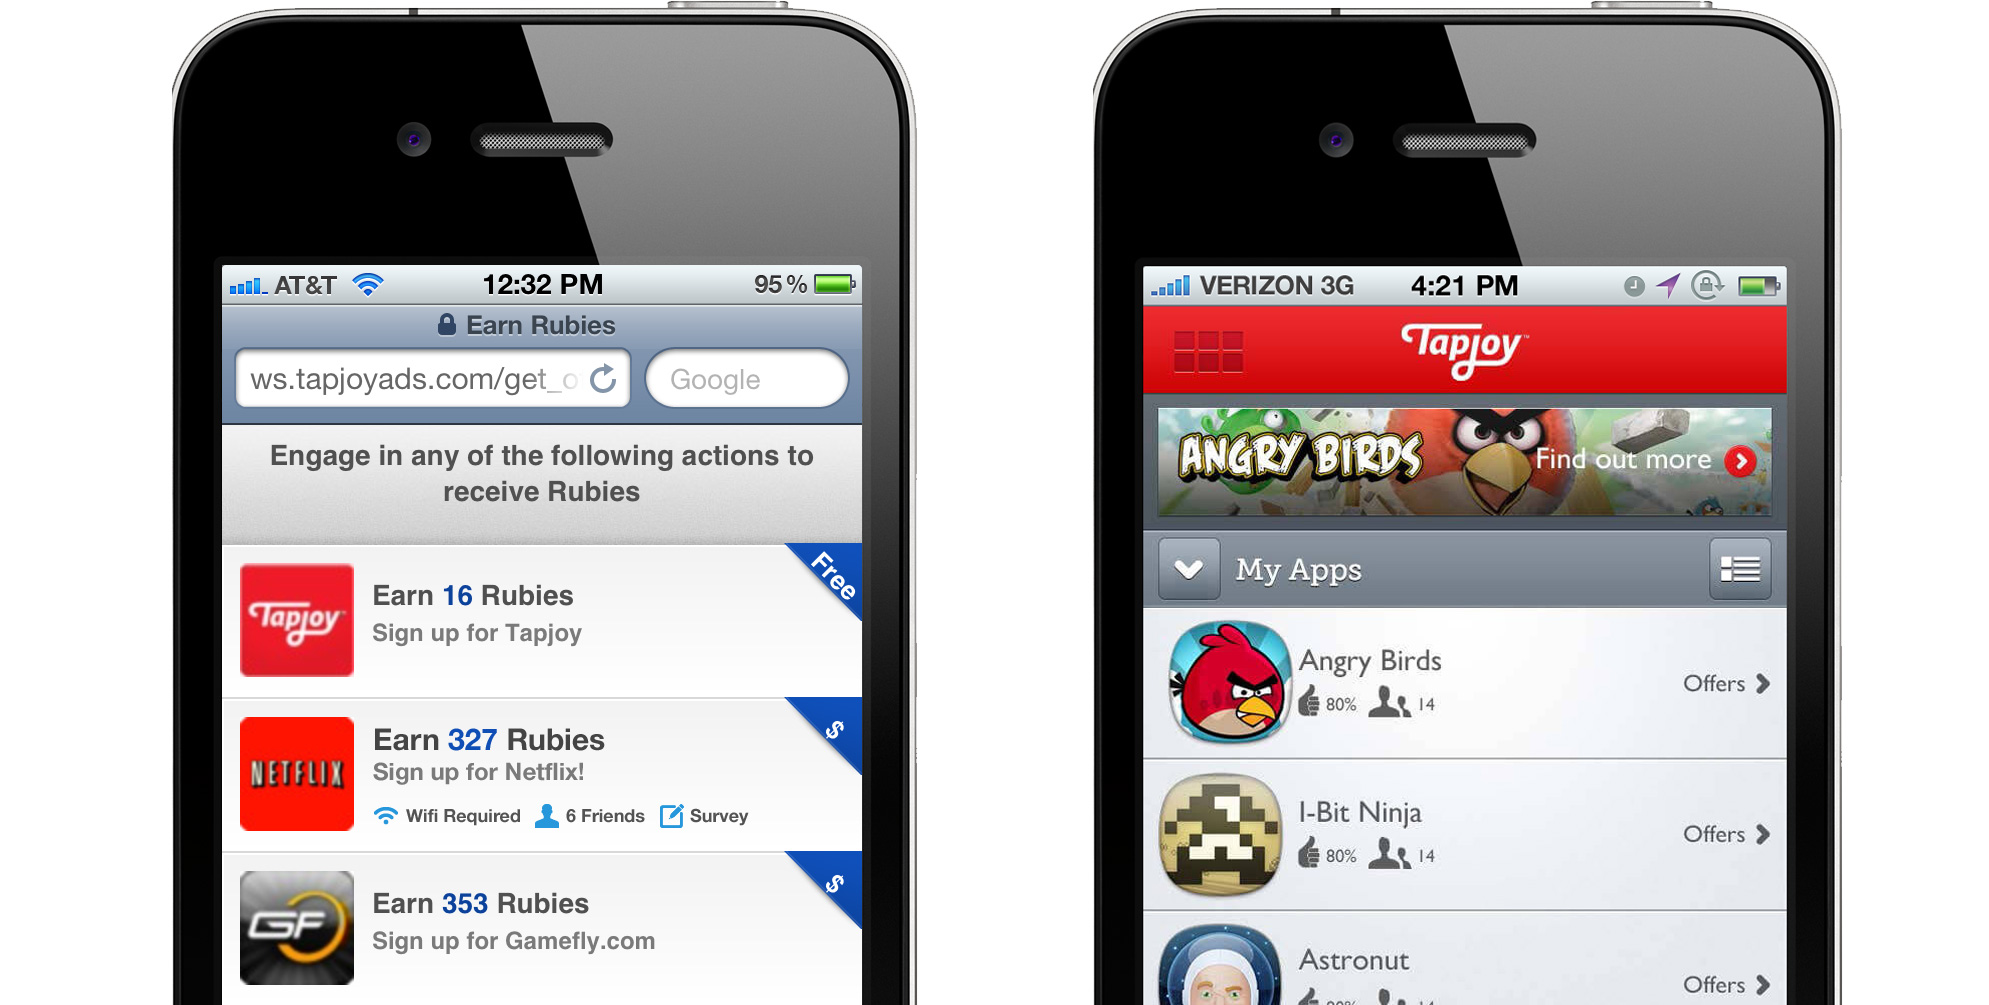 AT&T 12:32 PM 95%
Earn Rubies
ws.tapjoyads.com/get_o
Google
Engage in any of the following actions to
receive Rubies
Free
Tapjoy
Earn 16 Rubies
Sign up for Tapjoy
$
NETFLIX
Earn 327 Rubies
Sign up for Netflix!
Wifi Required 6 Friends Survey
$
GF
Earn 353 Rubies
Sign up for Gamefly.com
VERIZON 3G 4:21 PM
Tapjoy™
ANGRY BIRDS
Find out more
My Apps
Angry Birds
80% 14
Offers
1-Bit Ninja
80% 14
Offers
Astronut
Offers